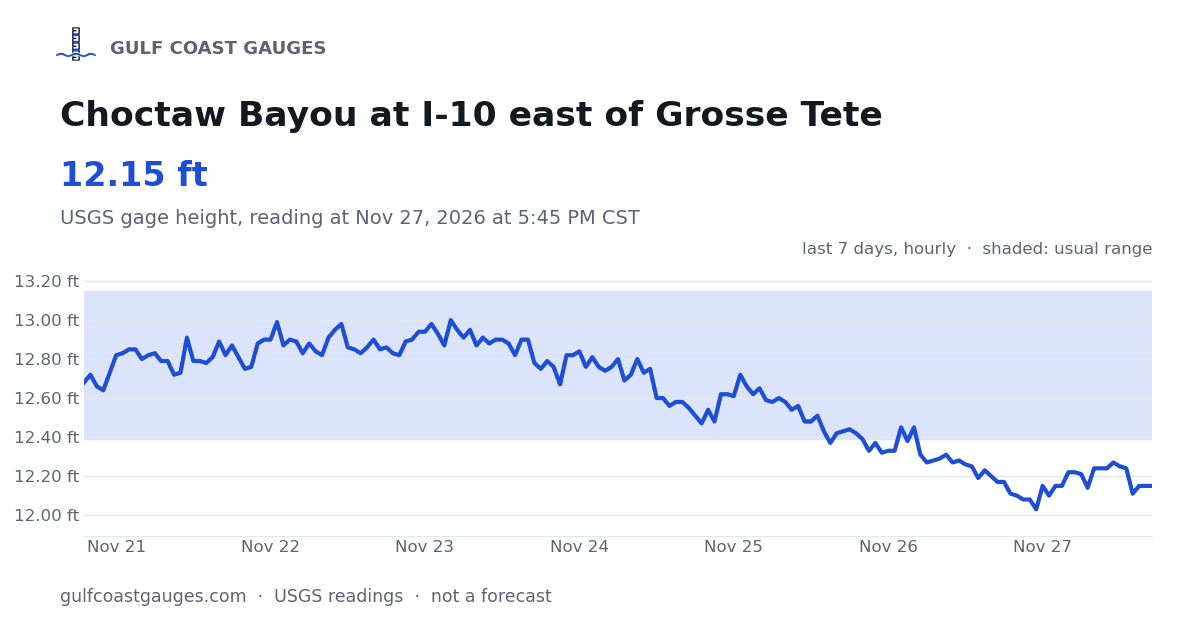 GULF COAST GAUGES
Choctaw Bayou at I-10 east of Grosse Tete
12.15 ft
USGS gage height, reading at Nov 27, 2026 at 5:45 PM CST
last 7 days, hourly · shaded: usual range
13.20 ft
13.00 ft
12.80 ft
12.60 ft
12.40 ft
12.20 ft
12.00 ft
Nov 21 Nov 22 Nov 23 Nov 24 Nov 25 Nov 26 Nov 27
gulfcoastgauges.com · USGS readings · not a forecast